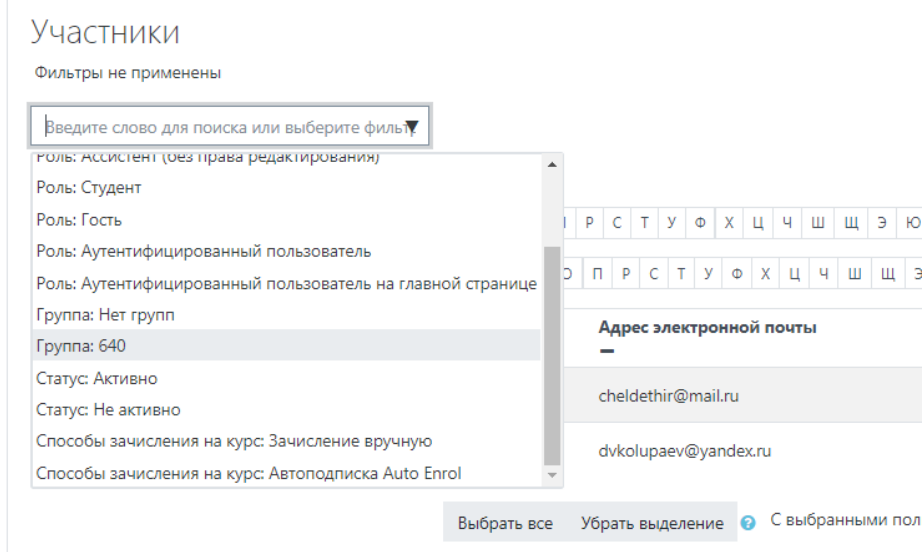 Участники
Фильтры не применены
Введите слово для поиска или выберите фильт
Роль: Ассистент (без права редактирования)
Роль: Студент
Роль: Гость
Роль: Аутентифицированный пользователь
Роль: Аутентифицированный пользователь на главной странице
Группа: Нет групп
Группа: 640
Статус: Активно
Статус: Не активно
Способы зачисления на курс: Зачисление вручную
Способы зачисления на курс: Автоподписка Auto Enrol
Р С Т У Ф Х Ц Ч Ш Щ Э Ю
О П Р С Т У Ф Х Ц Ч Ш Щ Э
Адрес электронной почты
cheldethir@mail.ru
dvkolupaev@yandex.ru
Выбрать все Убрать выделение ? С выбранными пол